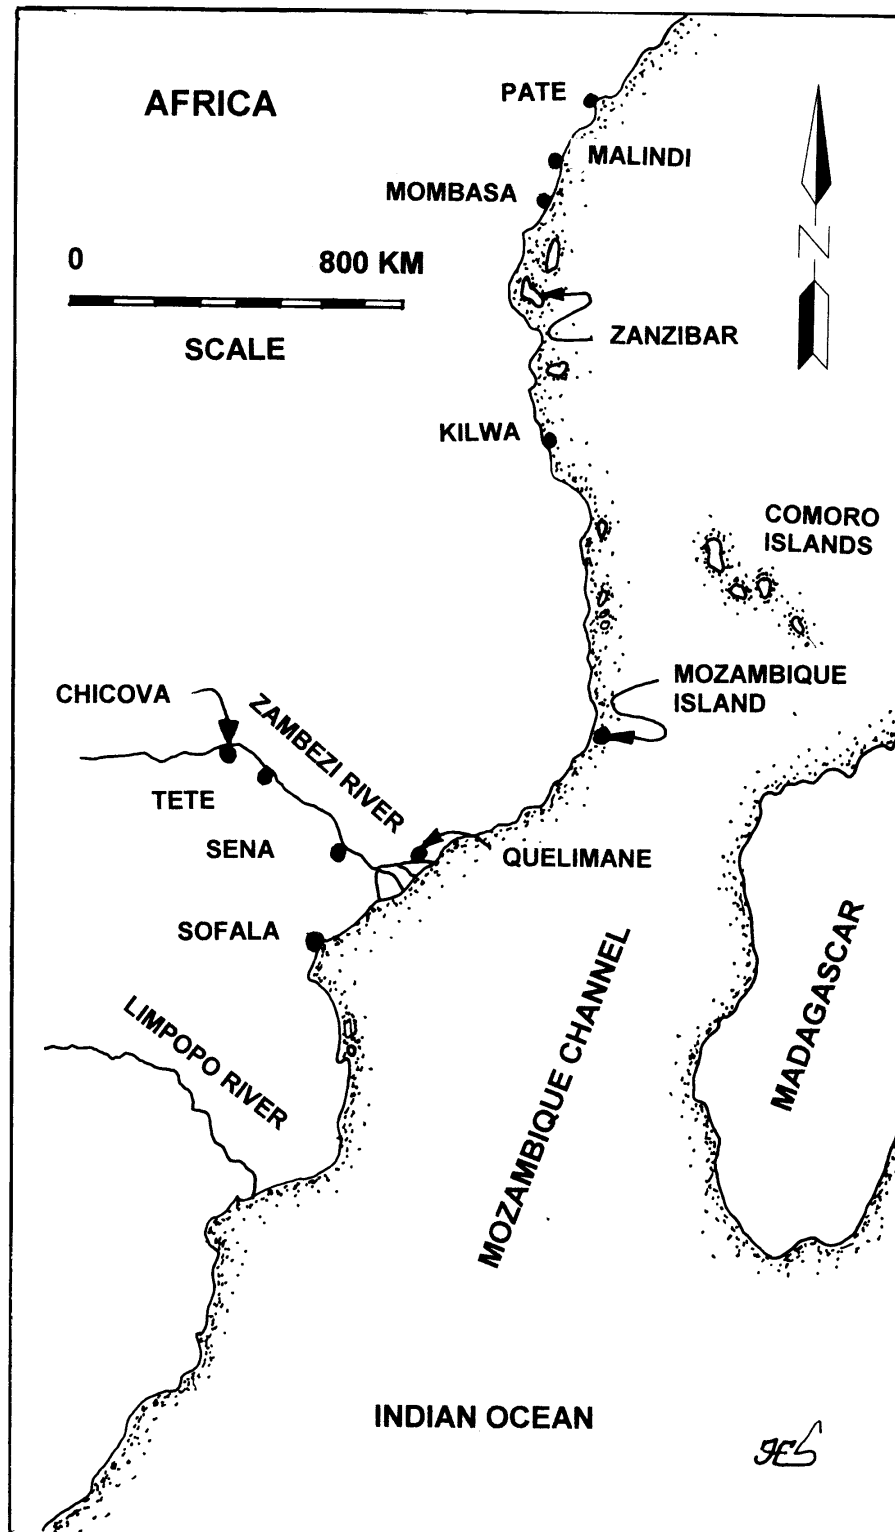 AFRICA
PATE
MALINDI
MOMBASA
0 800 KM
SCALE
N
ZANZIBAR
KILWA
COMORO
ISLANDS
MOZAMBIQUE
ISLAND
CHICOVA
ZAMBEZI RIVER
TETE
SENA
QUELIMANE
SOFALA
LIMPOPO RIVER
MOZAMBIQUE CHANNEL
MADAGASCAR
INDIAN OCEAN